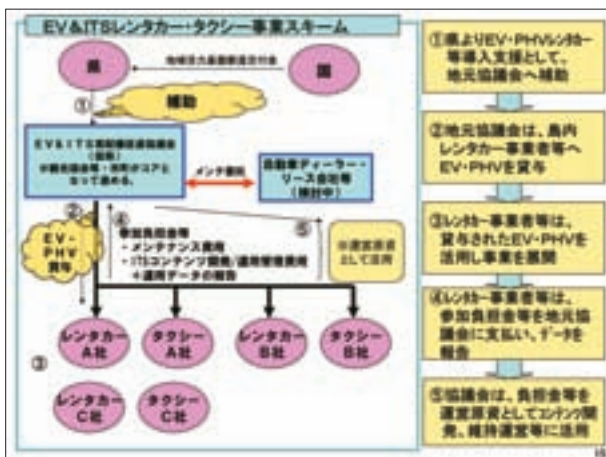 EV&ITSレンタカー・タクシー事業スキーム
県
国
①
補助
EV&ITS
メンテ委託
自動車ディーラー・
リース会社等
(検討中)
②
EV・
PHV
貸与
④
参加負担金等
・メンテナンス費用
・ITSコンテンツ開発/運用管理費用
+運用データの報告
⑤
※運営原資
として活用
③
レンタカー
A社
タクシー
A社
レンタカー
B社
タクシー
B社
レンタカー
C社
タクシー
C社
①県よりEV・PHVレンタカー
等導入支援として、
地元協議会へ補助
②地元協議会は、島内
レンタカー事業者等へ
EV・PHVを貸与
③レンタカー事業者等は、
貸与されたEV・PHVを
活用し事業を展開
④レンタカー事業者等は、
参加負担金等を地元協
議会に支払い、データを
報告
⑤協議会は、負担金等を
運営原資としてコンテンツ開
発、維持運営等に活用